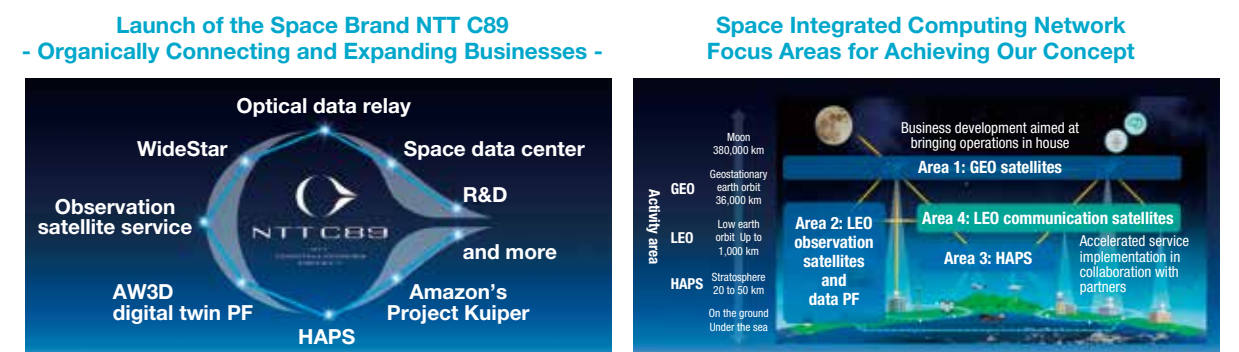 Launch of the Space Brand NTT C89
- Organically Connecting and Expanding Businesses -
Optical data relay
WideStar
Space data center
Observation
satellite service
R&D
NTTC89
and more
AW3D
digital twin PF
Amazon's
Project Kuiper
HAPS
Space Integrated Computing Network
Focus Areas for Achieving Our Concept
Activity area
Moon
380,000 km
GEO
Geostationary
earth orbit
36,000 km
LEO
Low earth
orbit Up to
1,000 km
HAPS
Stratosphere
20 to 50 km
On the ground
Under the sea
Business development aimed at
bringing operations in house
Area 1: GEO satellites
Area 2: LEO
observation
satellites
and
data PF
Area 4: LEO communication satellites
Area 3: HAPS
Accelerated service
implementation in
collaboration with
partners